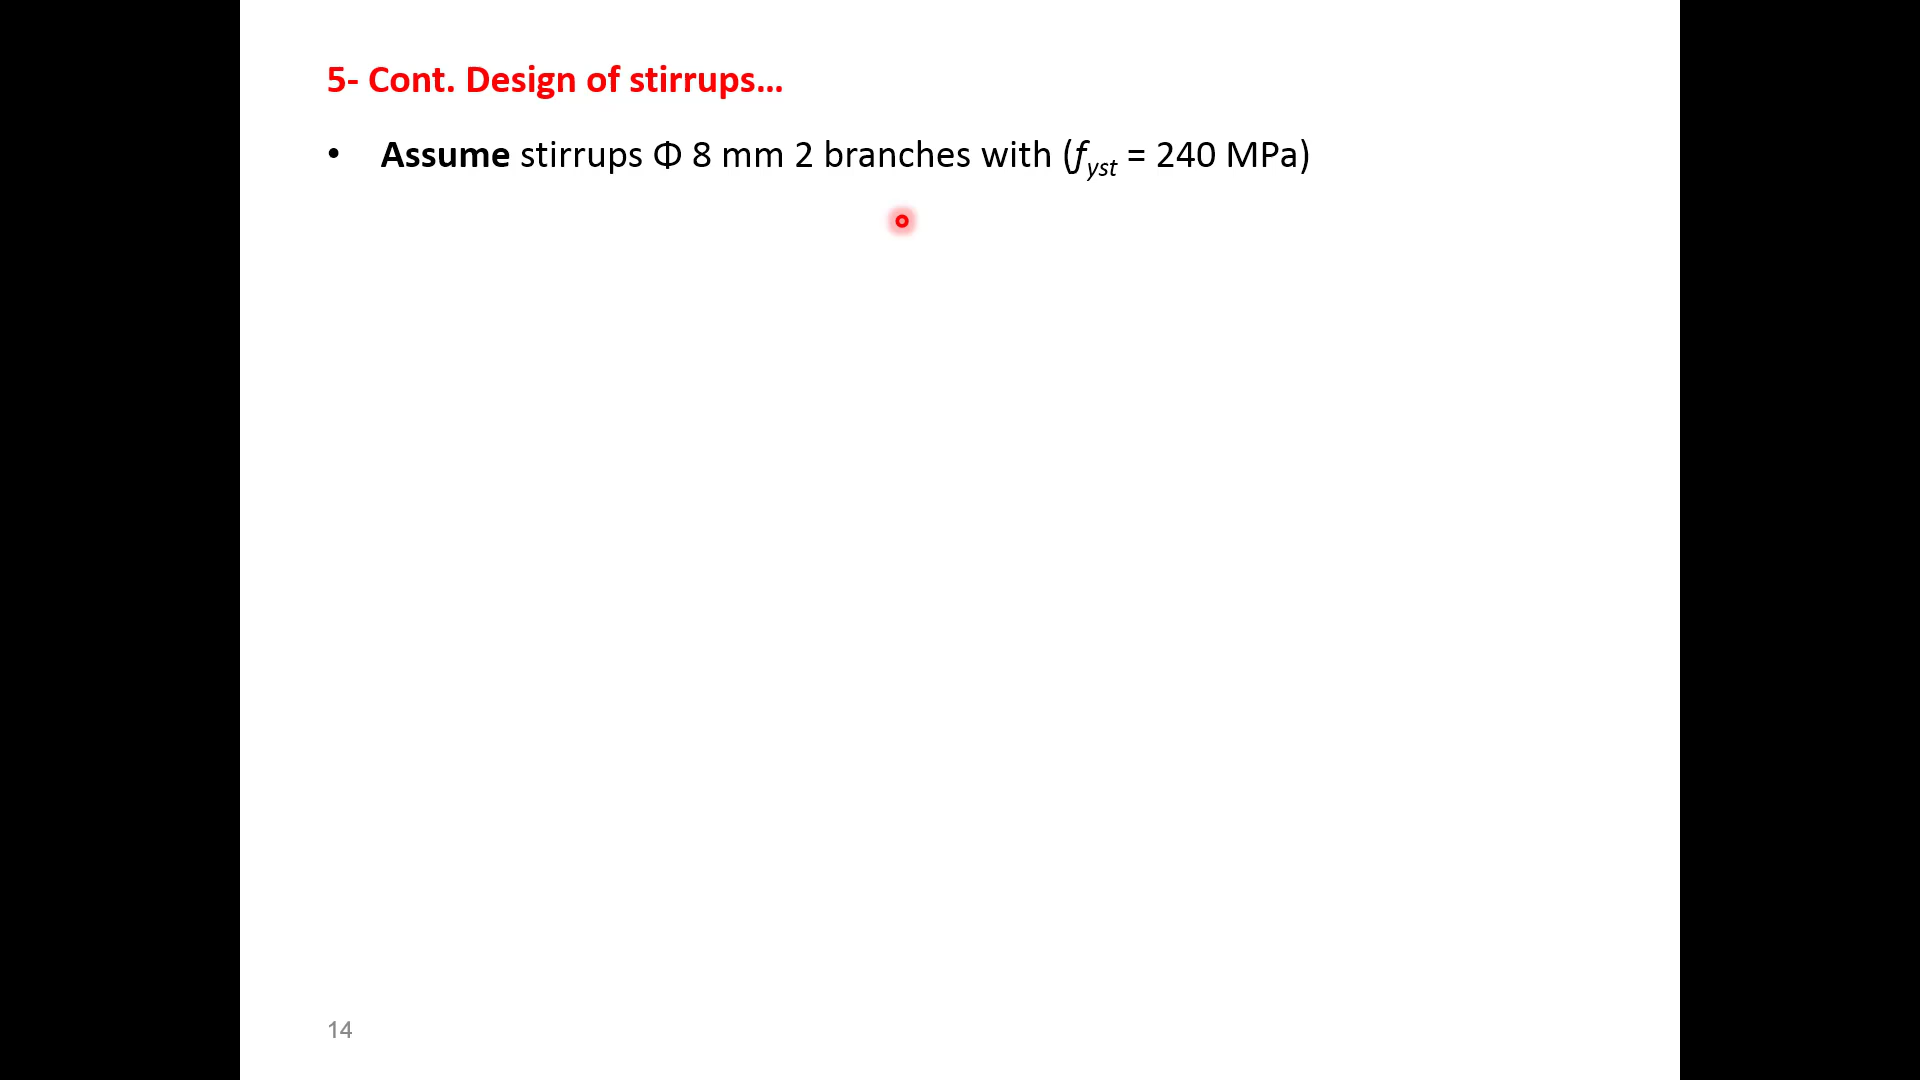 5- Cont. Design of stirrups...
• Assume stirrups Φ 8 mm 2 branches with (fyst = 240 MPa)
14